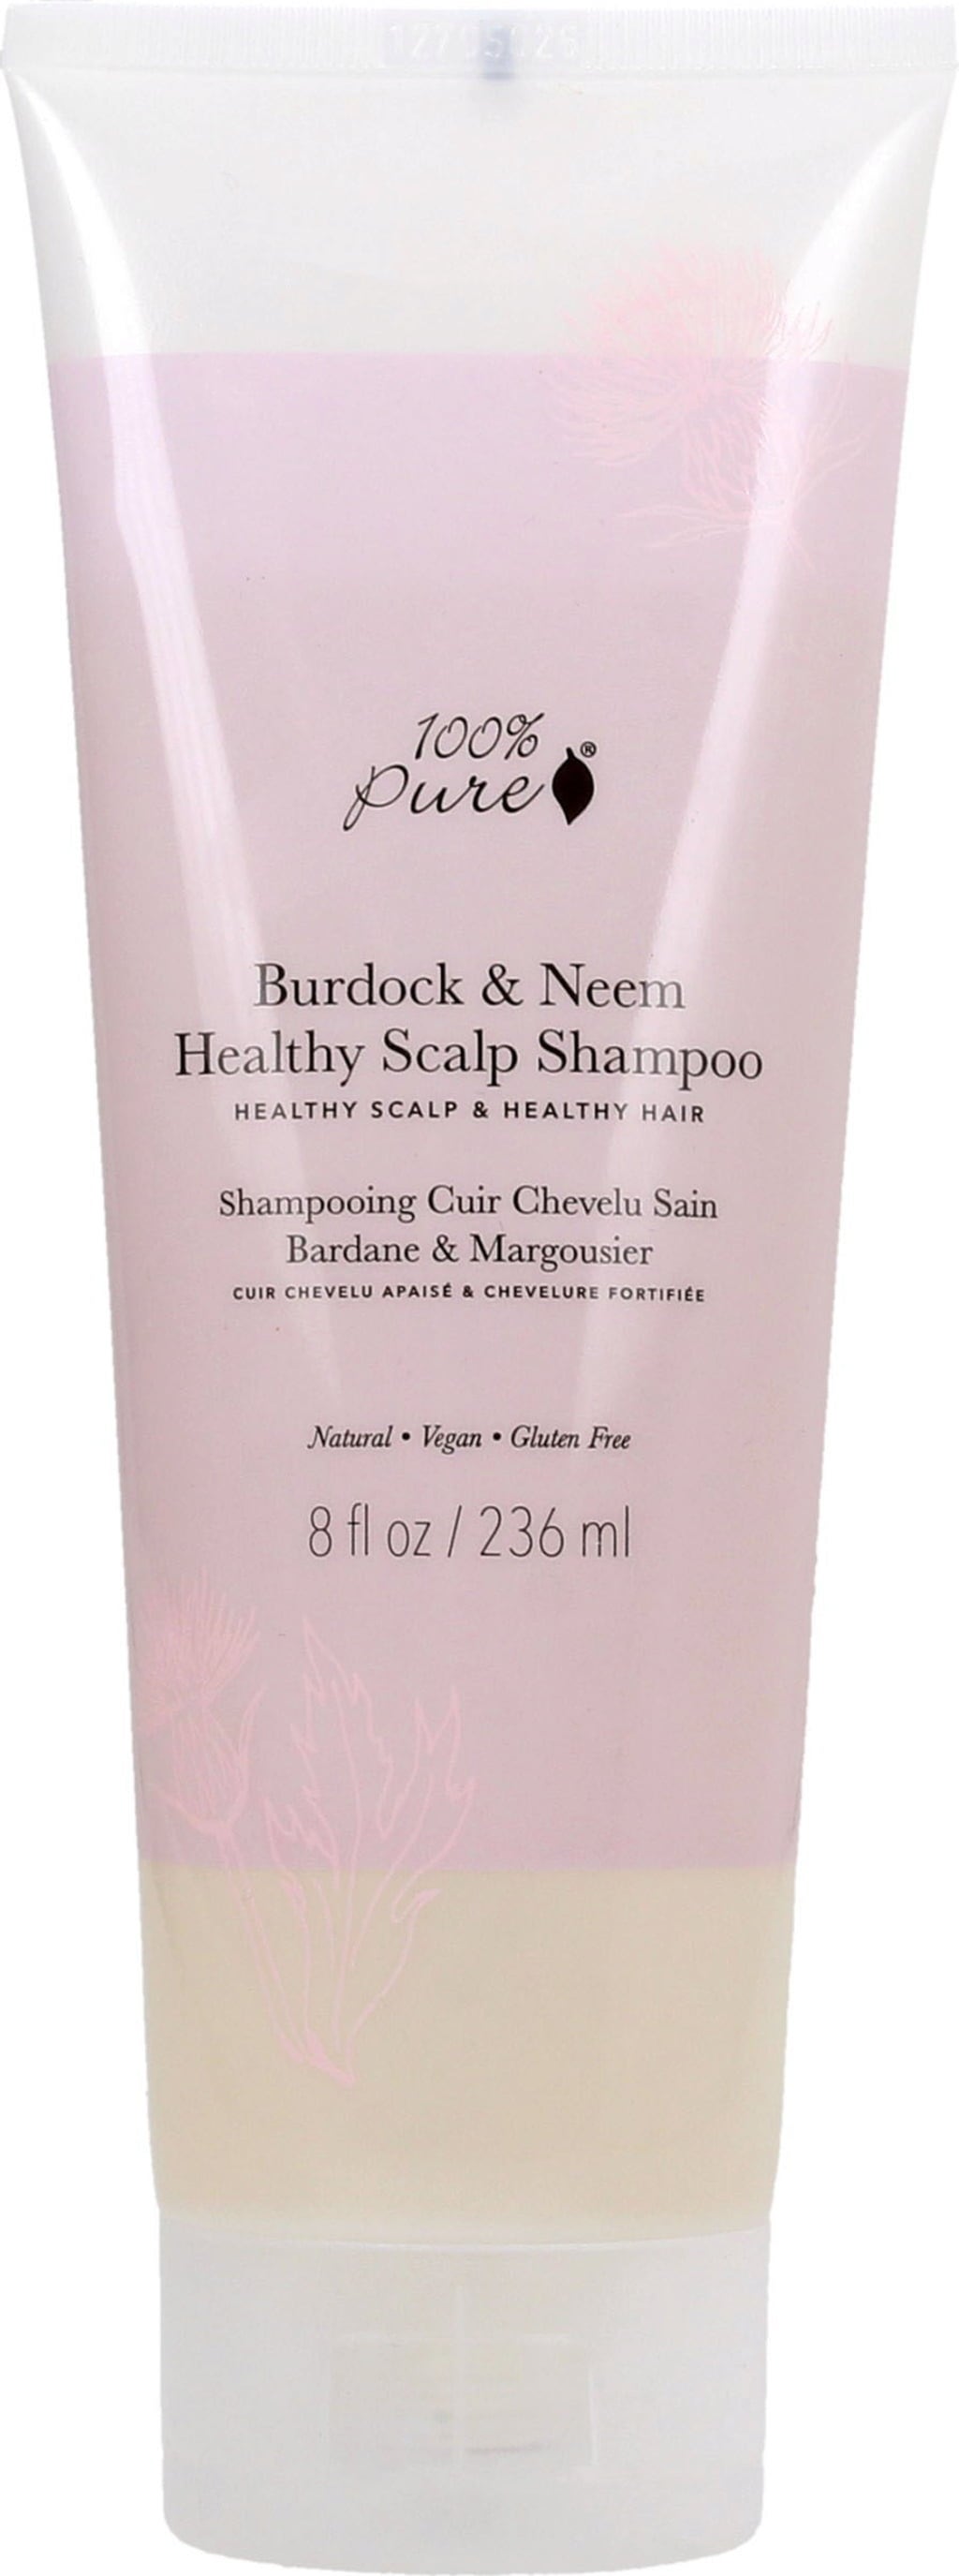 100%
Pure®
Burdock & Neem
Healthy Scalp Shampoo
HEALTHY SCALP & HEALTHY HAIR
Shampooing Cuir Chevelu Sain
Bardane & Margousier
CUIR CHEVELU APAISÉ & CHEVELURE FORTIFIÉE
Natural • Vegan • Gluten Free
8 fl oz / 236 ml